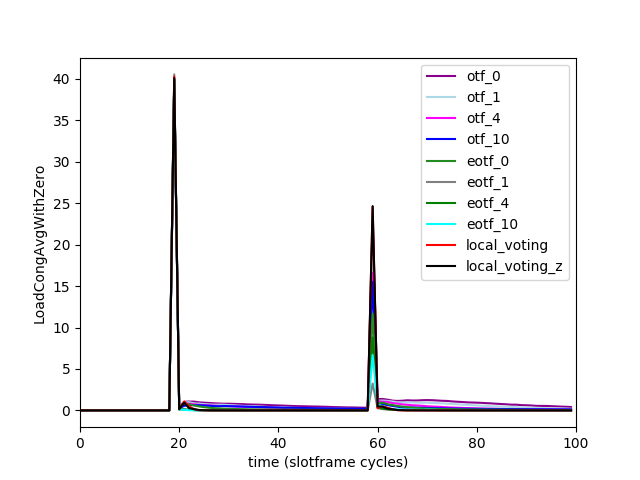 40
35
30
25
20
15
10
5
0
LoadCongAvgWithZero
otf_0
otf_1
otf_4
otf_10
eotf_0
eotf_1
eotf_4
eotf_10
local_voting
local_voting_z
0 20 40 60 80 100
time (slotframe cycles)